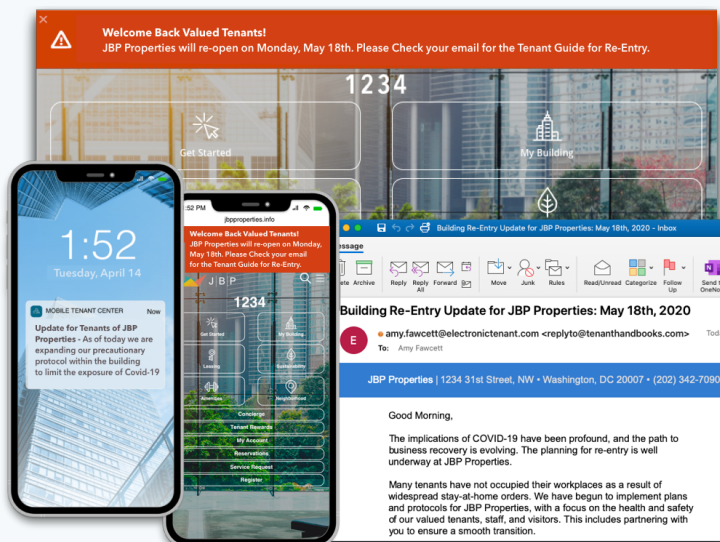 Welcome Back Valued Tenants!
JBP Properties will re-open on Monday, May 18th. Please Check your email for the Tenant Guide for Re-Entry.
1234
Get Started
My Building
1:52
Tuesday, April 14
MOBILE TENANT CENTER
Now
Update for Tenants of JBP
Properties - As of today we are
expanding our precautionary
protocol within the building
to limit the exposure of Covid-19
:52 PM
jbpproperties.info
Welcome Back Valued Tenants!
JBP Properties will re-open on Monday,
May 18th. Please Check your email
for the Tenant Guide for Re-Entry.
JBP
1234
Get Started
My Building
Leasing
Sustainability
Amenities
Neighborhood
Concierge
Tenant Rewards
My Account
Reservations
Service Request
Register
Building Re-Entry Update for JBP Properties: May 18th, 2020 - Inbox
essage
ete
Archive
Reply
Reply
All
Forward
Move
Junk
Rules
Read/Unread
Categorize
Follow
Up
Send t
OneNo
Building Re-Entry Update for JBP Properties: May 18th, 2020
E
amy.fawcett@electronictenant.com <replyto@tenanthandbooks.com>
Toda
To: Amy Fawcett
JBP Properties | 1234 31st Street, NW • Washington, DC 20007 • (202) 342-7090
Good Morning,
The implications of COVID-19 have been profound, and the path to
business recovery is evolving. The planning for re-entry is well
underway at JBP Properties.
Many tenants have not occupied their workplaces as a result of
widespread stay-at-home orders. We have begun to implement plans
and protocols for JBP Properties, with a focus on the health and safety
of our valued tenants, staff, and visitors. This includes partnering with
you to ensure a smooth transition.